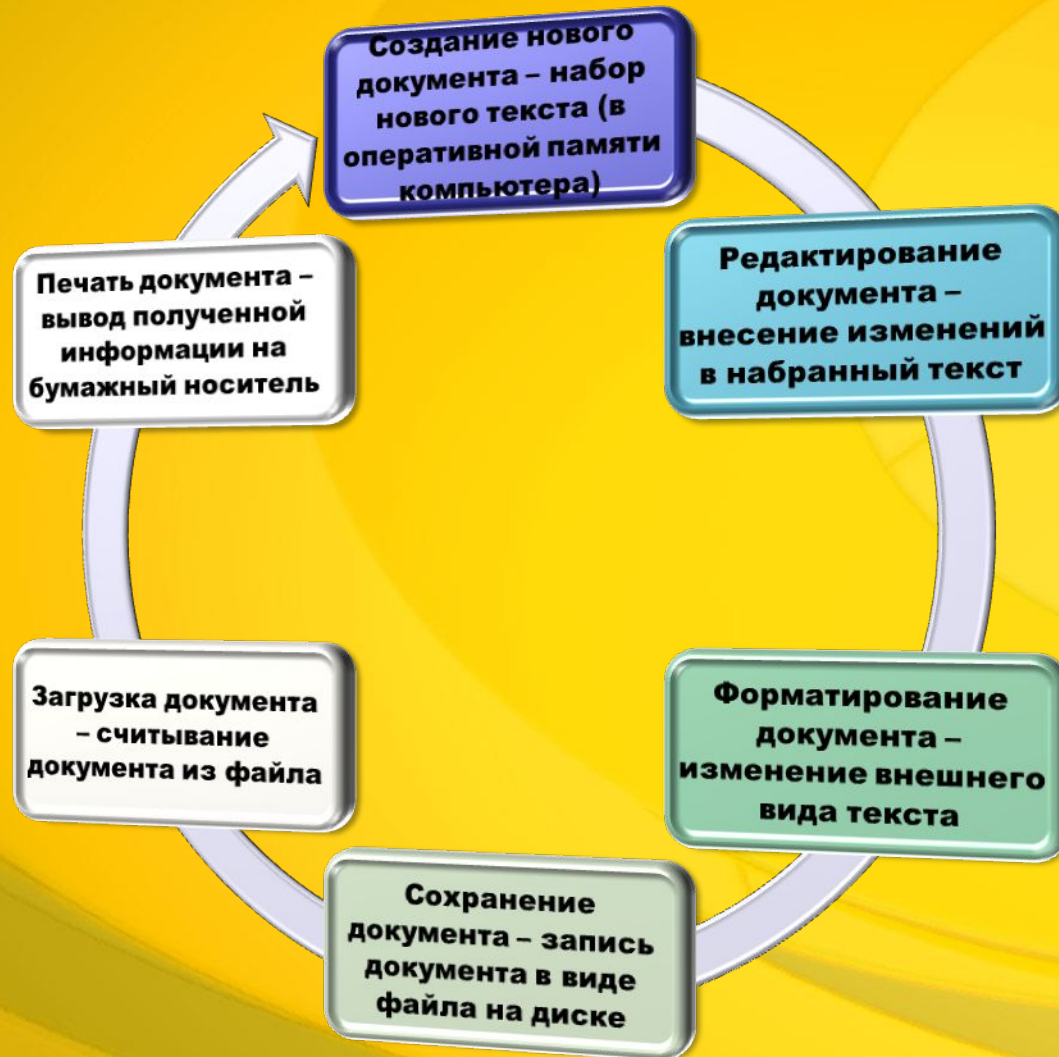 Создание нового
документа – набор
нового текста (в
оперативной памяти
компьютера)
Редактирование
документа –
внесение изменений
в набранный текст
Форматирование
документа –
изменение внешнего
вида текста
Сохранение
документа – запись
документа в виде
файла на диске
Загрузка документа
– считывание
документа из файла
Печать документа –
вывод полученной
информации на
бумажный носитель